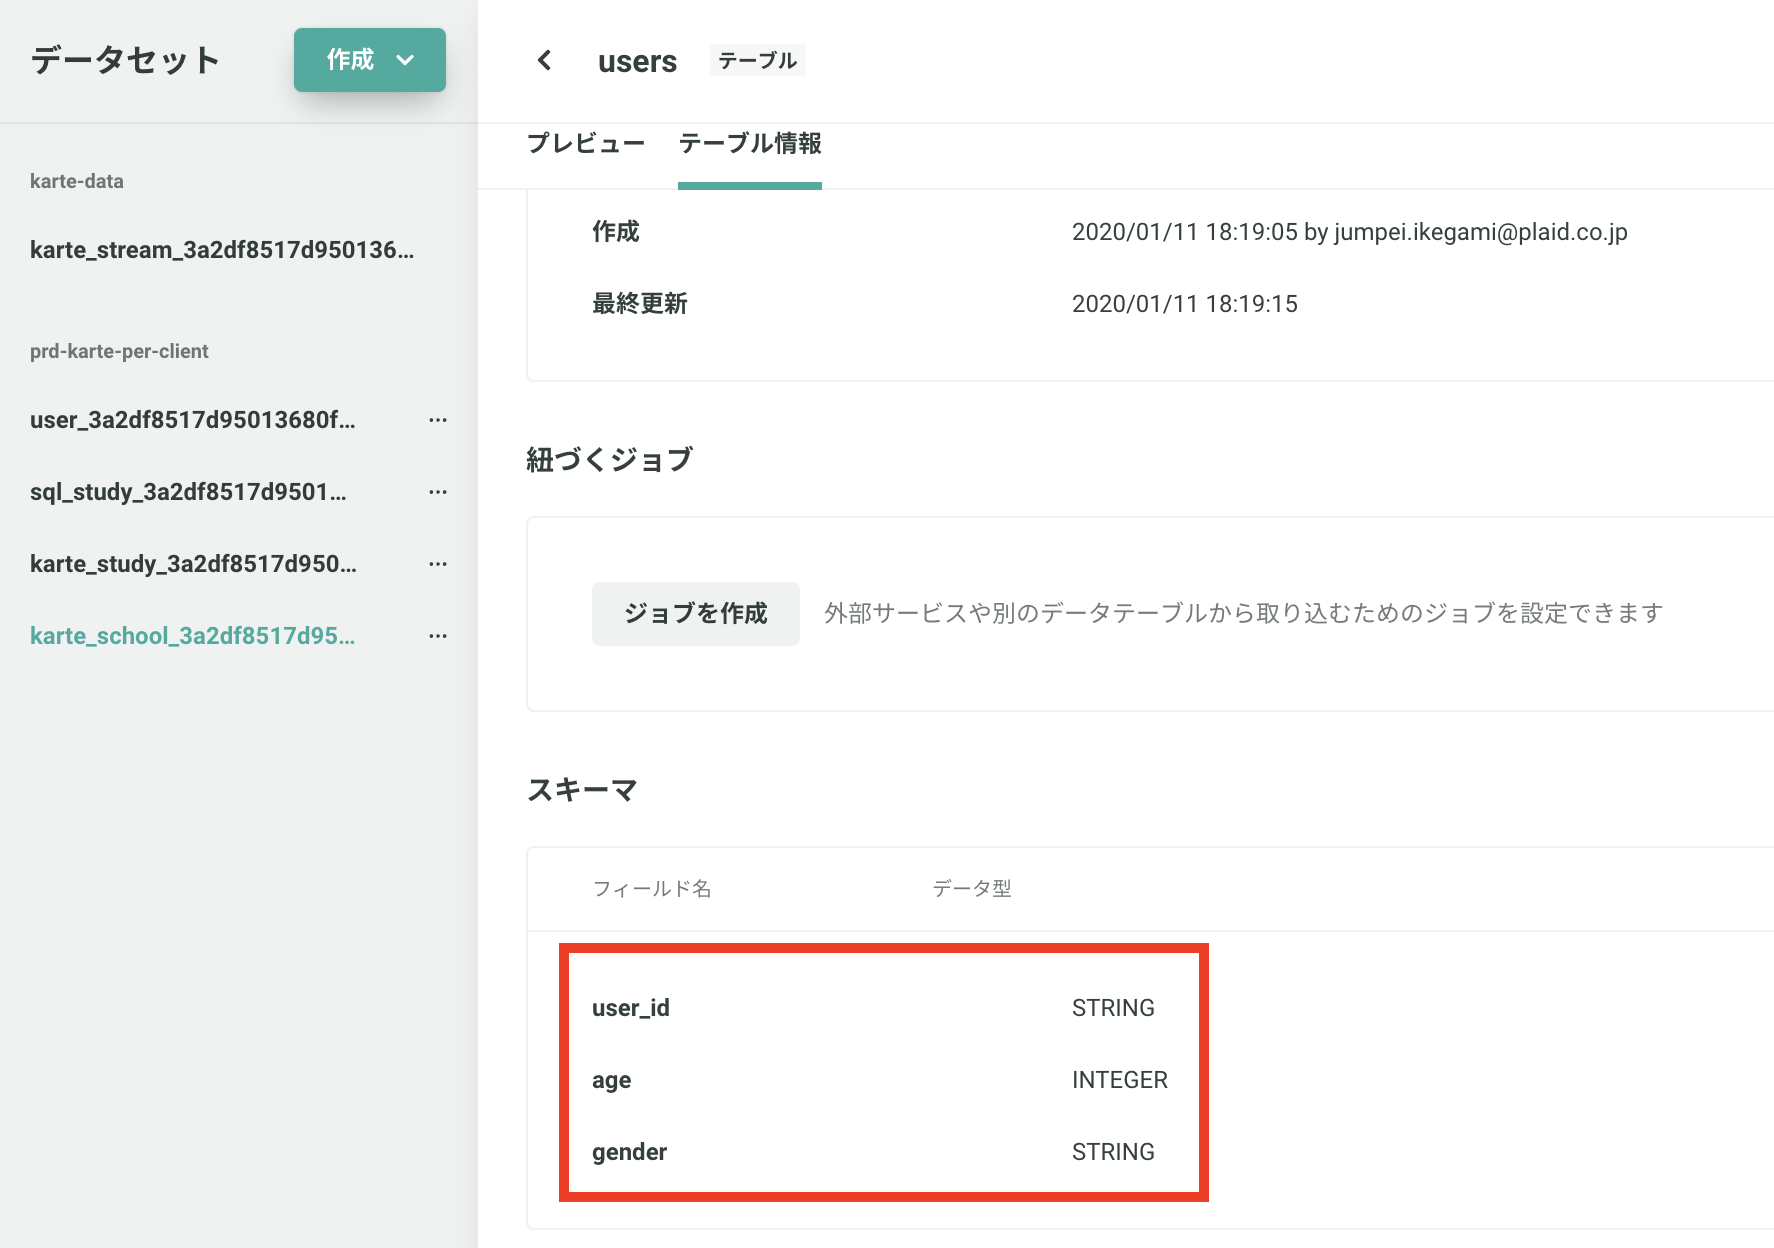 データセット
作成
karte-data
karte_stream_3a2df8517d950136...
prd-karte-per-client
user_3a2df8517d95013680f...
sql_study_3a2df8517d9501...
karte_study_3a2df8517d950...
karte_school_3a2df8517d95...
users テーブル
プレビュー テーブル情報
作成 2020/01/11 18:19:05 by jumpei.ikegami@plaid.co.jp
最終更新 2020/01/11 18:19:15
紐づくジョブ
ジョブを作成 外部サービスや別のデータテーブルから取り込むためのジョブを設定できます
スキーマ
フィールド名 データ型
user_id STRING
age INTEGER
gender STRING